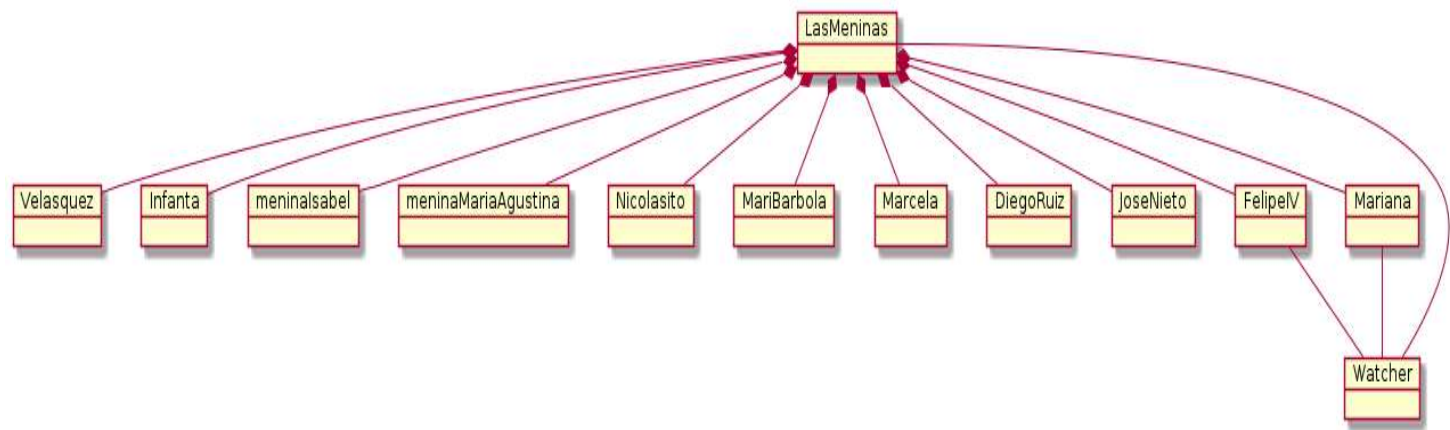 LasMeninas
Velasquez
Infanta
meninaIsabel
meninaMariaAgustina
Nicolasito
MariBarbola
Marcela
DiegoRuiz
JoseNieto
FelipeIV
Mariana
Watcher